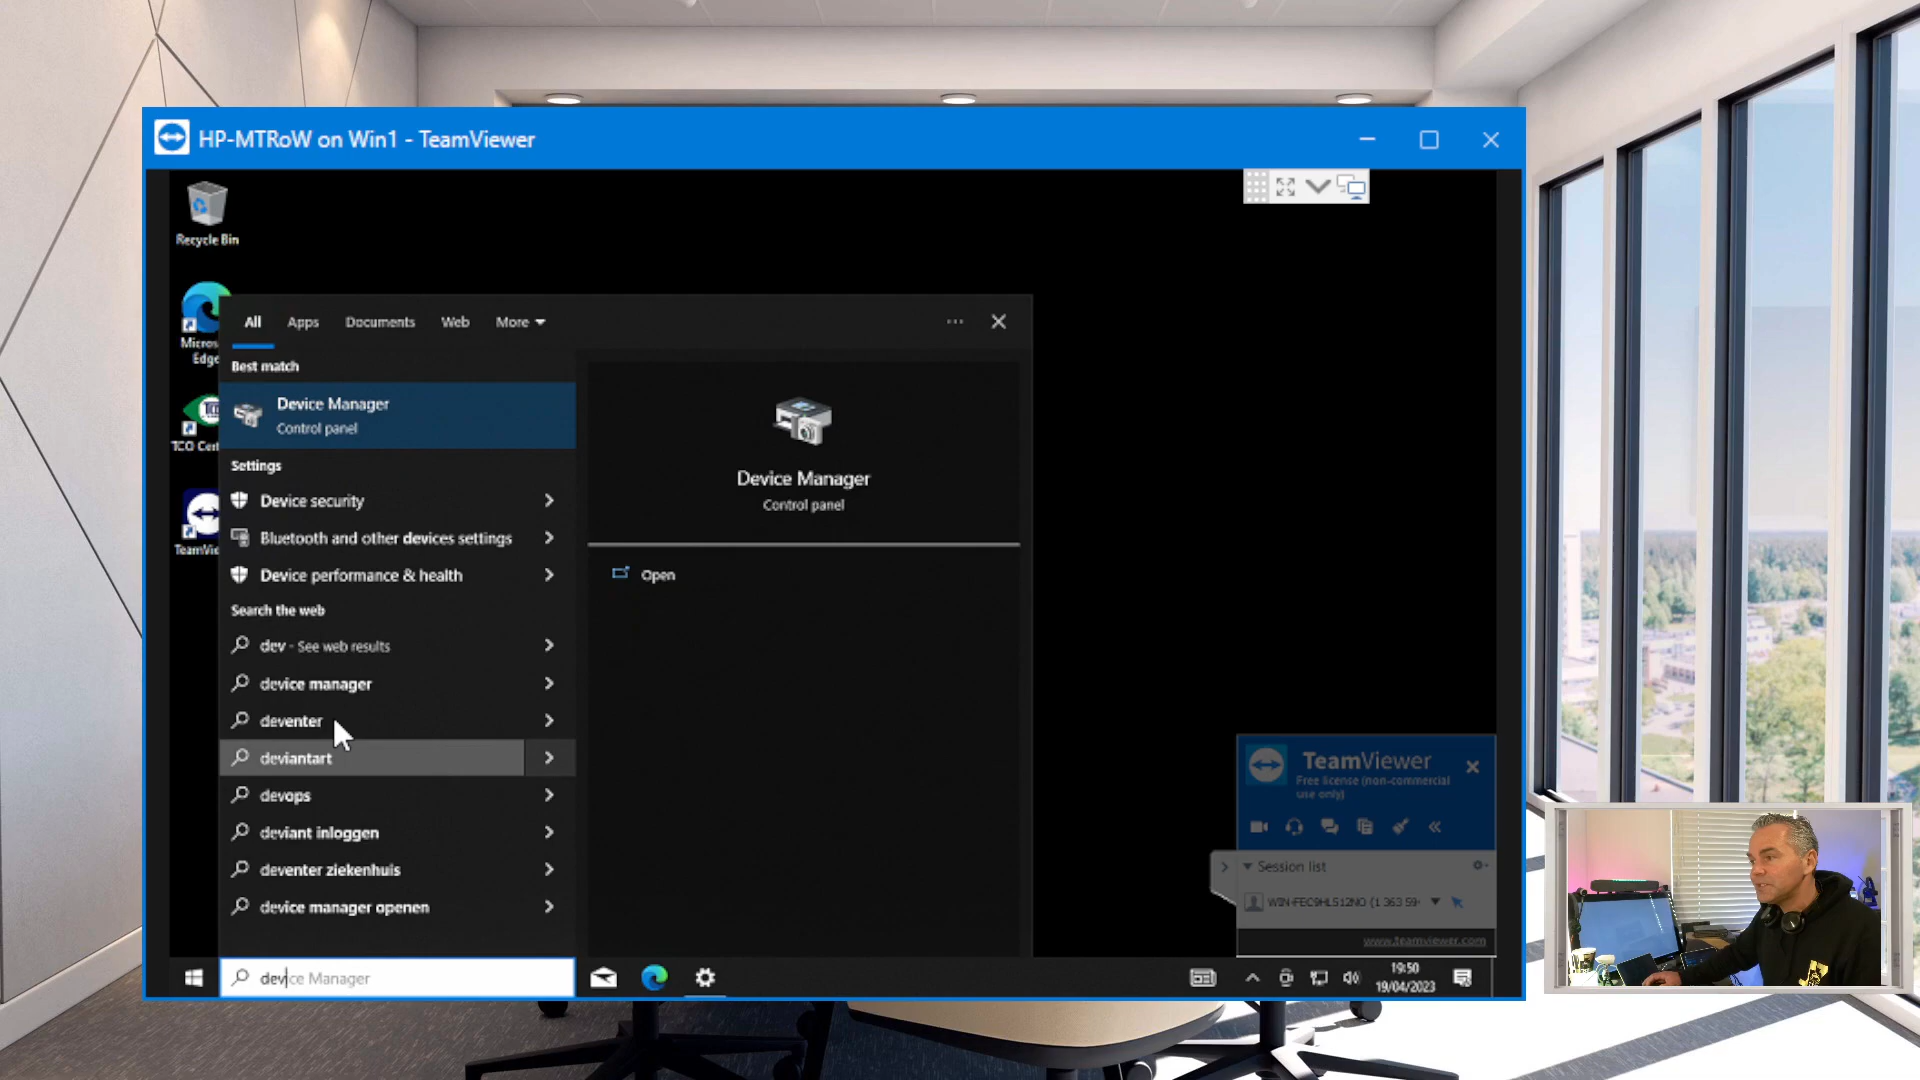 HP-MTRoW on Win1 - TeamViewer
Recycle Bin
Edge
All
Apps
Documents
Web
More
Best match
Device Manager
Control panel
Settings
Device security
Bluetooth and other devices settings
Device performance & health
Search the web
dev - See web results
device manager
deventer
deviantart
devops
deviant inloggen
deventer ziekenhuis
device manager openen
device Manager
Device Manager
Control panel
Open
TeamViewer
Free license (non-commercial
use only)
Session list
www.teamviewer.com
19:50
19/04/2023